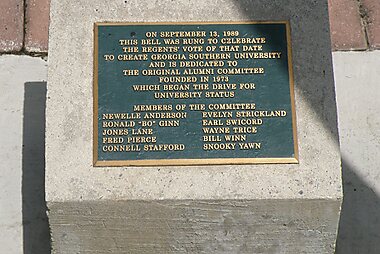 ON SEPTEMBER 13, 1989
THIS BELL WAS RUNG TO CELEBRATE
THE REGENTS' VOTE OF THAT DATE
TO CREATE GEORGIA SOUTHERN UNIVERSITY
AND IS DEDICATED TO
THE ORIGINAL ALUMNI COMMITTEE
FOUNDED IN 1973
WHICH BEGAN THE DRIVE FOR
UNIVERSITY STATUS
MEMBERS OF THE COMMITTEE
NEWELLE ANDERSON EVELYN STRICKLAND
RONALD "BO" GINN EARL SWICORD
JONES LANE WAYNE TRICE
FRED PIERCE BILL WINN
CONNELL STAFFORD SNOOKY YAWN